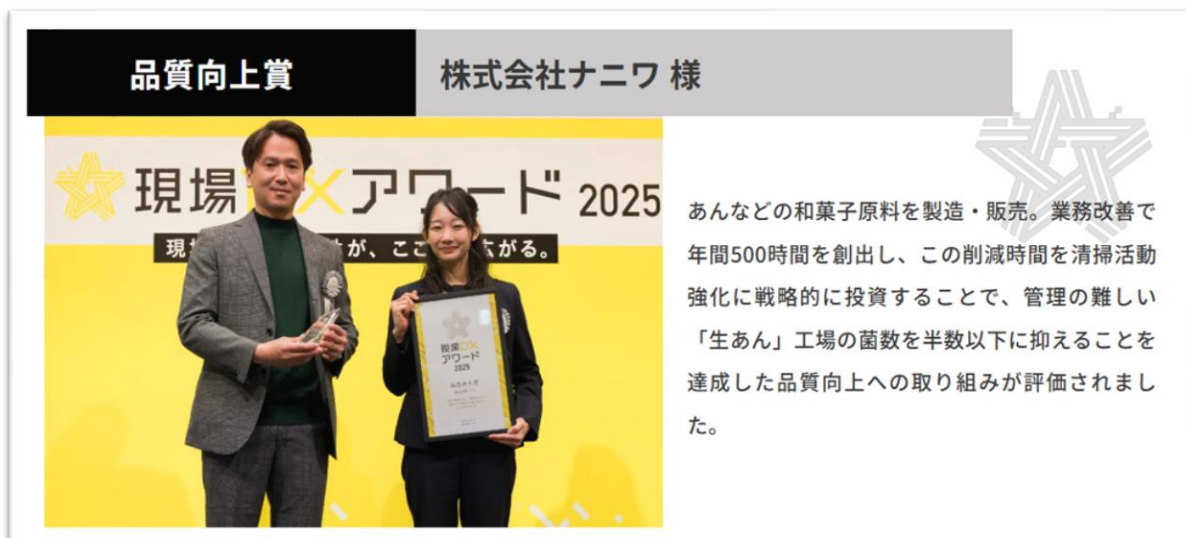 品質向上賞
株式会社ナニワ 様
現場DXアワード 2025
がる。
あんなどの和菓子原料を製造・販売。業務改善で
年間500時間を創出し、この削減時間を清掃活動
強化に戦略的に投資することで、管理の難しい
「生あん」工場の菌数を半数以下に抑えることを
達成した品質向上への取り組みが評価されまし
た。
現場DX
アワード
2025